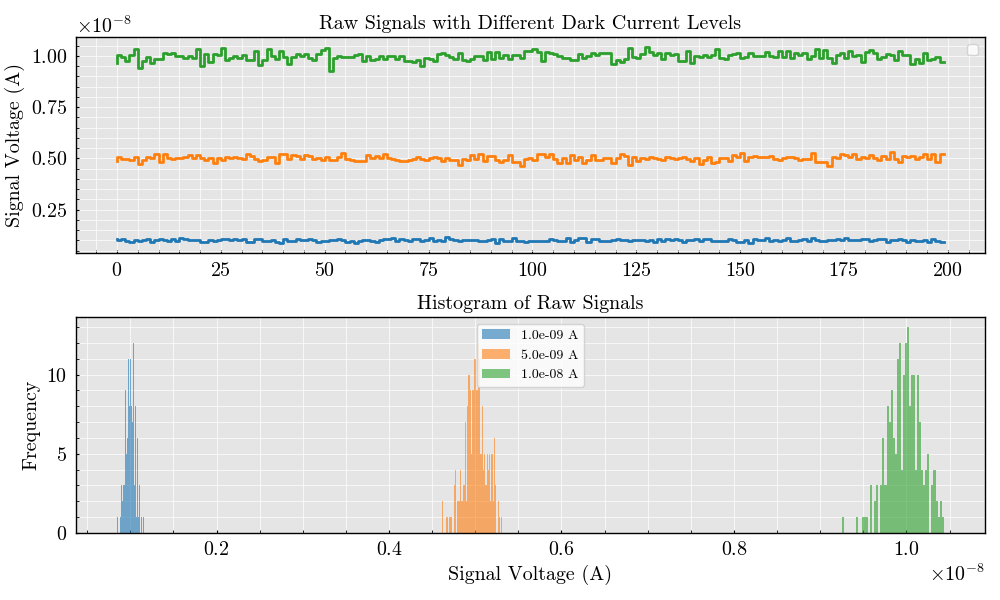 Raw Signals with Different Dark Current Levels
×10⁻⁸
Signal Voltage (A)
1.00
0.75
0.50
0.25
0 25 50 75 100 125 150 175 200
Histogram of Raw Signals
1.0e-09 A
5.0e-09 A
1.0e-08 A
Frequency
10
5
0
0.2 0.4 0.6 0.8 1.0
×10⁻⁸
Signal Voltage (A)